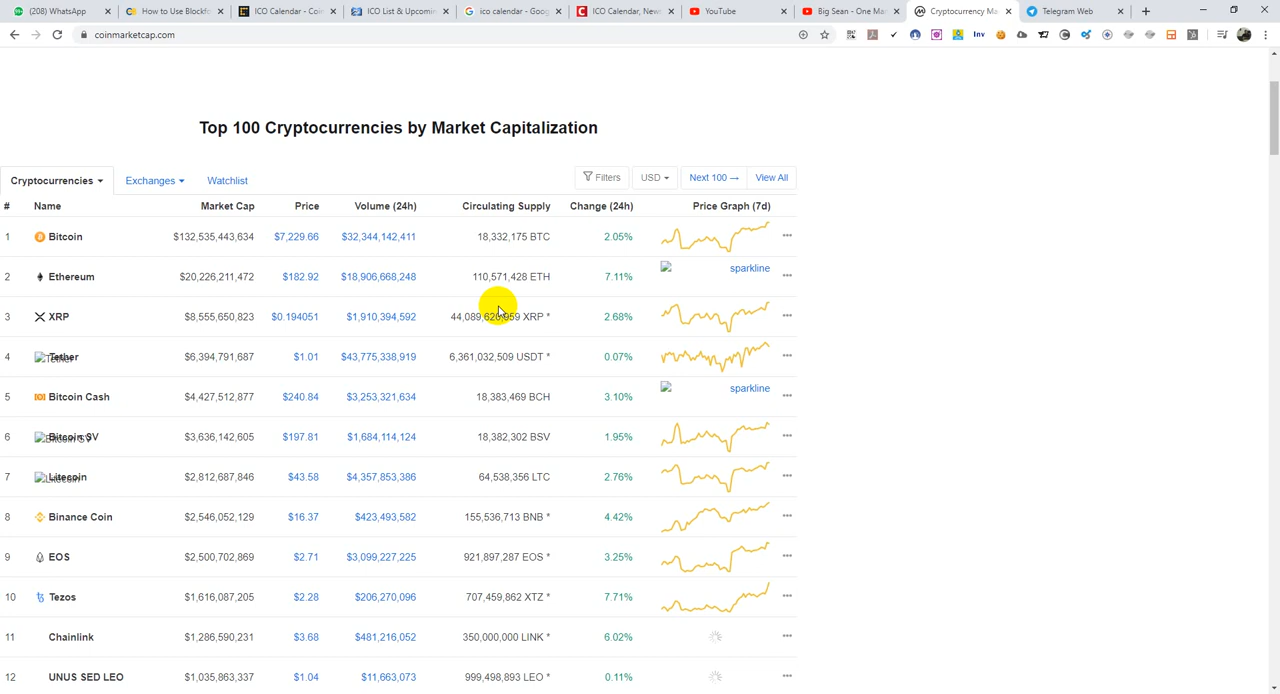 (208) WhatsApp
How to Use Blockfo
ICO Calendar - Coi
ICO List & Upcomin
ico calendar - Goog
ICO Calendar, New
YouTube
Big Sean - One Ma
Cryptocurrency Ma
Telegram Web
coinmarketcap.com
Inv
Top 100 Cryptocurrencies by Market Capitalization
Cryptocurrencies Exchanges Watchlist Filters USD Next 100 → View All
# Name Market Cap Price Volume (24h) Circulating Supply Change (24h) Price Graph (7d)
1 Bitcoin $132,535,443,634 $7,229.66 $32,344,142,411 18,332,175 BTC 2.05%
2 Ethereum $20,226,211,472 $182.92 $18,906,668,248 110,571,428 ETH 7.11% sparkline
3 XRP $8,555,650,823 $0.194051 $1,910,394,592 XRP * 2.68%
4 Tether $6,394,791,687 $1.01 $43,775,338,919 6,361,022,509 USDT * 0.07%
5 Bitcoin Cash $4,427,512,877 $240.84 $3,253,321,634 18,383,469 BCH 3.10% sparkline
6 Bitcoin SV $3,636,142,605 $197.81 $1,684,114,124 18,382,302 BSV 1.95%
7 Litecoin $2,812,687,846 $43.58 $4,357,853,386 64,538,356 LTC 2.76%
8 Binance Coin $2,546,052,129 $16.37 $423,493,582 155,536,713 BNB * 4.42%
9 EOS $2,500,702,869 $2.71 $3,099,227,225 921,897,287 EOS * 3.25%
10 Tezos $1,616,087,205 $2.28 $206,270,096 707,459,862 XTZ * 7.71%
11 Chainlink $1,286,590,231 $3.68 $481,216,052 350,000,000 LINK * 6.02%
12 UNUS SED LEO $1,035,863,337 $1.04 $11,663,073 999,498,893 LEO * 0.11%